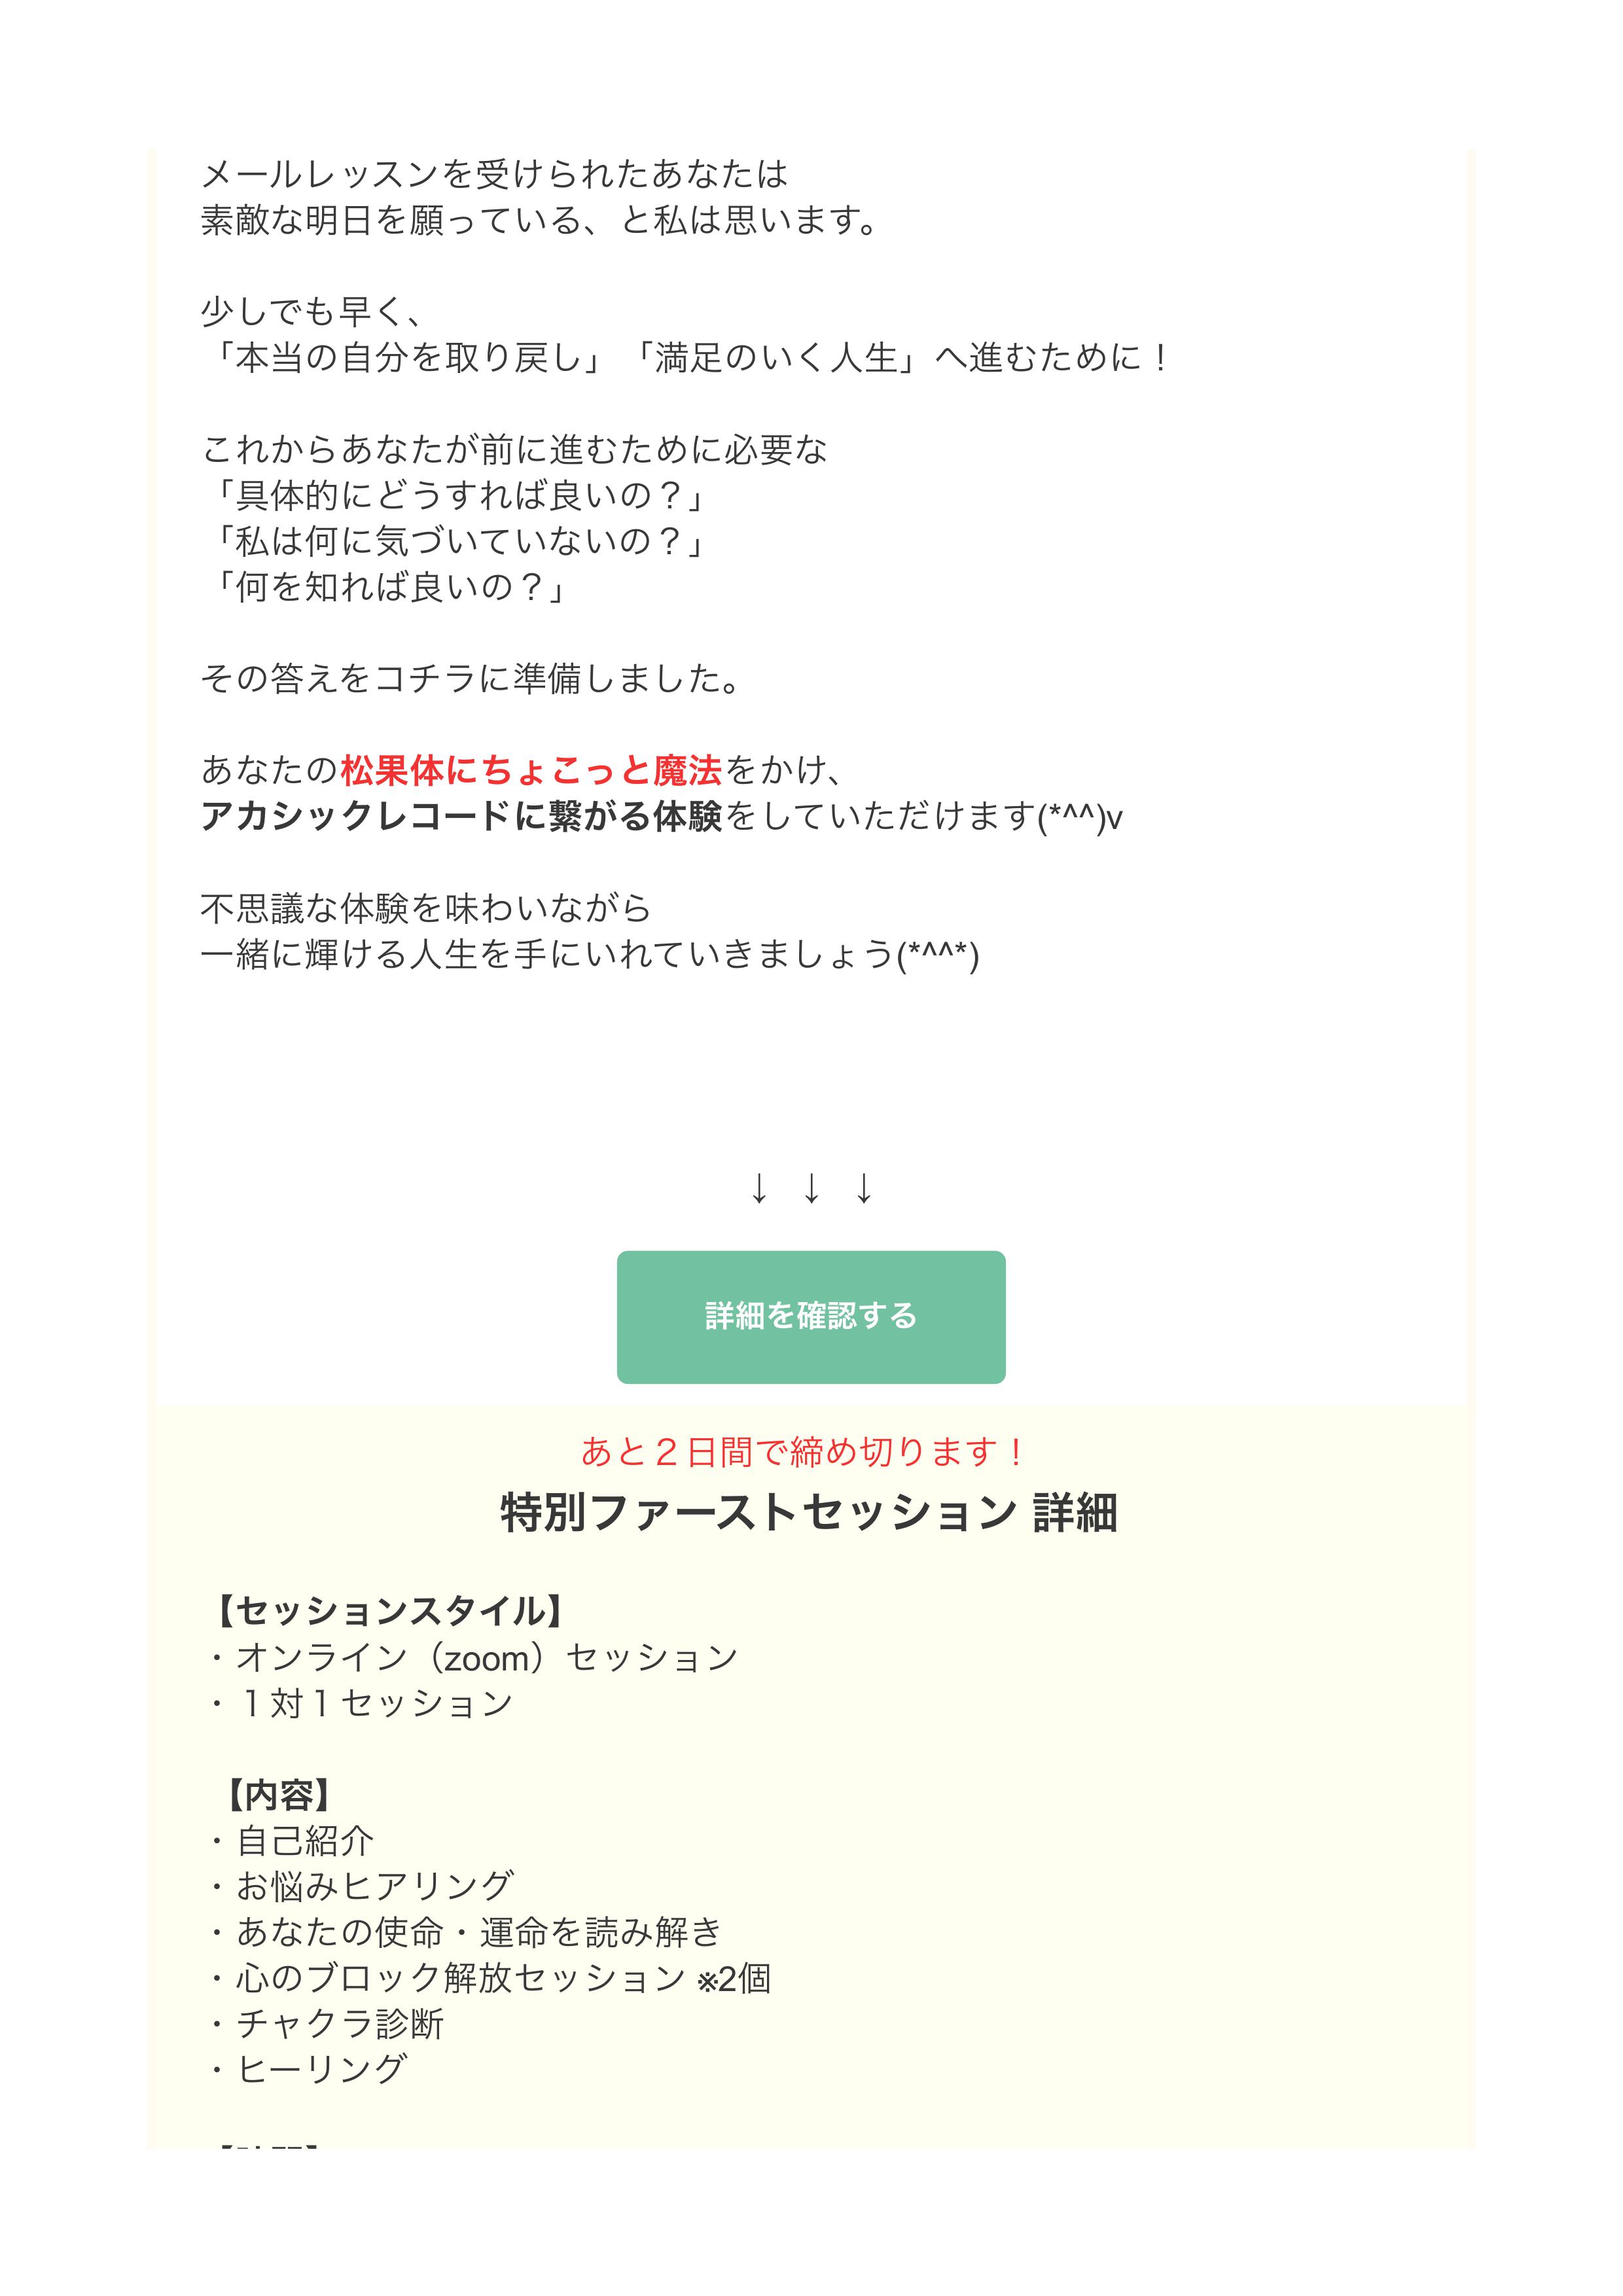 メールレッスンを受けられたあなたは
素敵な明日を願っている、と私は思います。
少しでも早く、
「本当の自分を取り戻し」「満足のいく人生」へ進むために！
これからあなたが前に進むために必要な
「具体的にどうすれば良いの？」
「私は何に気づいていないの？」
「何を知れば良いの？」
その答えをコチラに準備しました。
あなたの松果体にちょこっと魔法をかけ、
アカシックレコードに繋がる体験をしていただけます(*^^)v
不思議な体験を味わいながら
一緒に輝ける人生を手にいれていきましょう(*^^*)
↓ ↓ ↓
詳細を確認する
あと２日間で締め切ります！
特別ファーストセッション 詳細
【セッションスタイル】
・オンライン（zoom）セッション
・１対１セッション
【内容】
・自己紹介
・お悩みヒアリング
・あなたの使命・運命を読み解き
・心のブロック解放セッション ※2個
・チャクラ診断
・ヒーリング